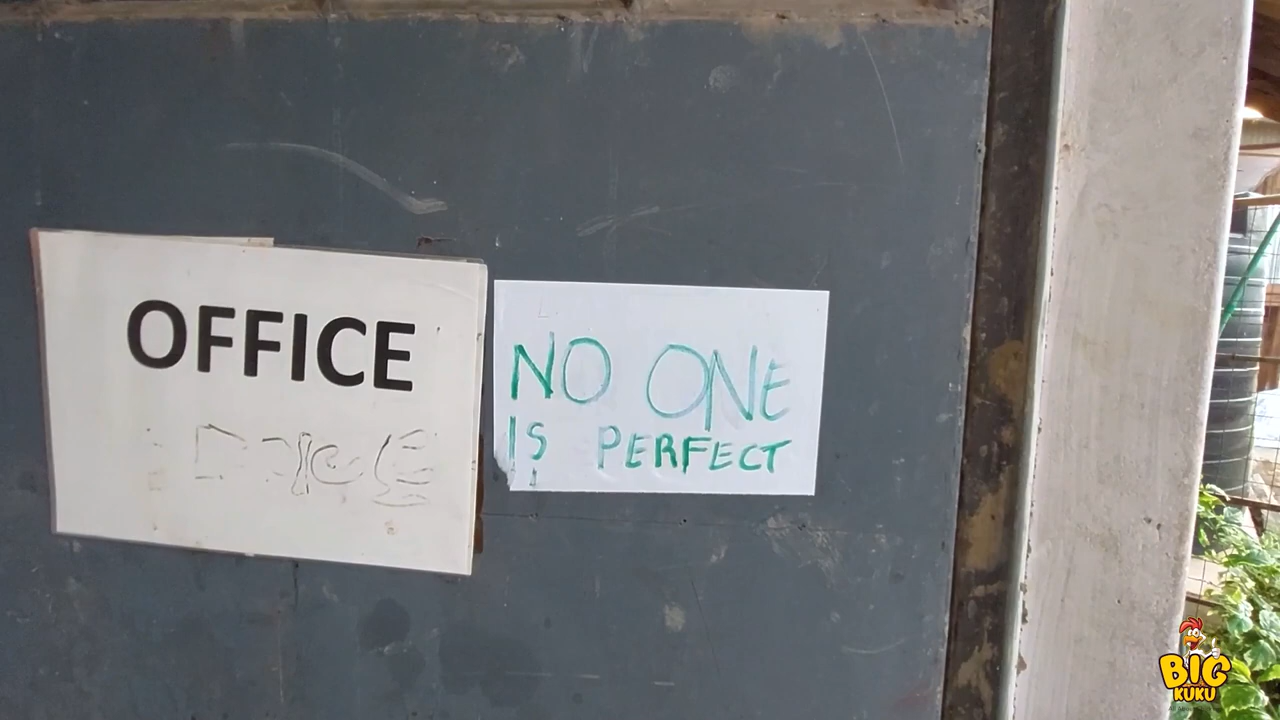 OFFICE
NO ONE
IS PERFECT
BIG
KUKU